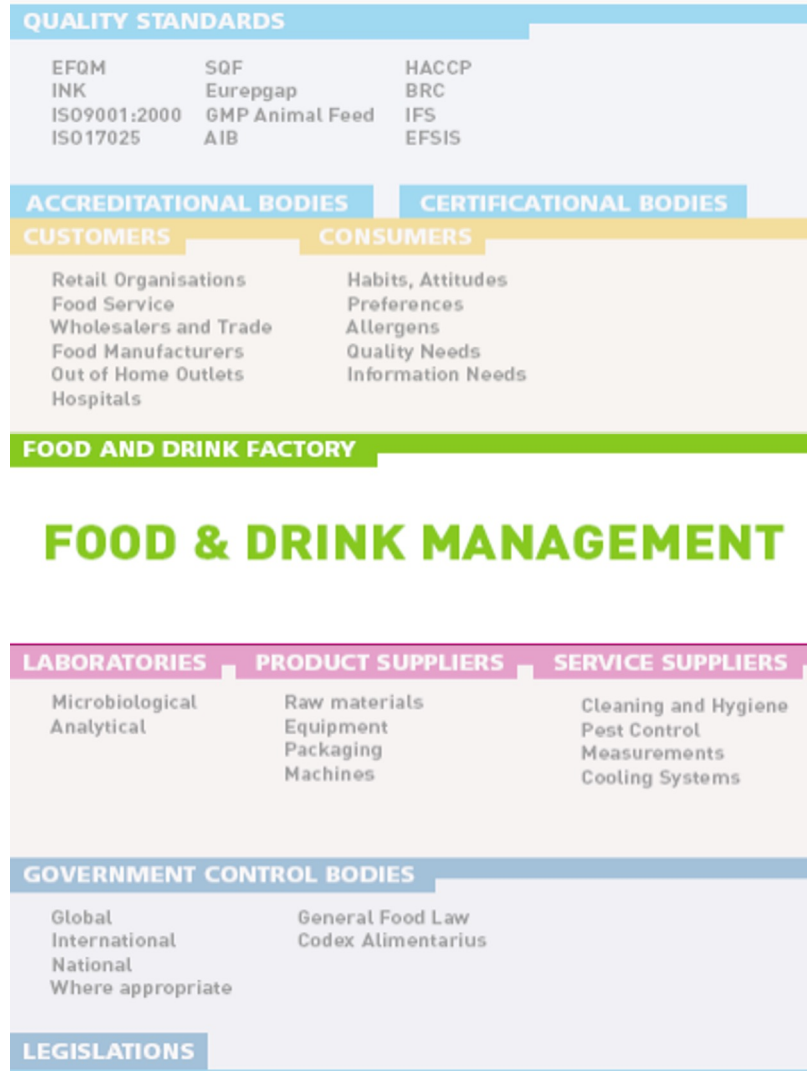 QUALITY STANDARDS
EFQM SQF HACCP
INK Eurepgap BRC
ISO9001:2000 GMP Animal Feed IFS
ISO17025 AIB EFSIS
ACCREDITATIONAL BODIES CERTIFICATIONAL BODIES
CUSTOMERS CONSUMERS
Retail Organisations Habits, Attitudes
Food Service Preferences
Wholesalers and Trade Allergens
Food Manufacturers Quality Needs
Out of Home Outlets Information Needs
Hospitals
FOOD AND DRINK FACTORY
FOOD & DRINK MANAGEMENT
LABORATORIES PRODUCT SUPPLIERS SERVICE SUPPLIERS
Microbiological Raw materials Cleaning and Hygiene
Analytical Equipment Pest Control
Packaging Measurements
Machines Cooling Systems
GOVERNMENT CONTROL BODIES
Global General Food Law
International Codex Alimentarius
National
Where appropriate
LEGISLATIONS